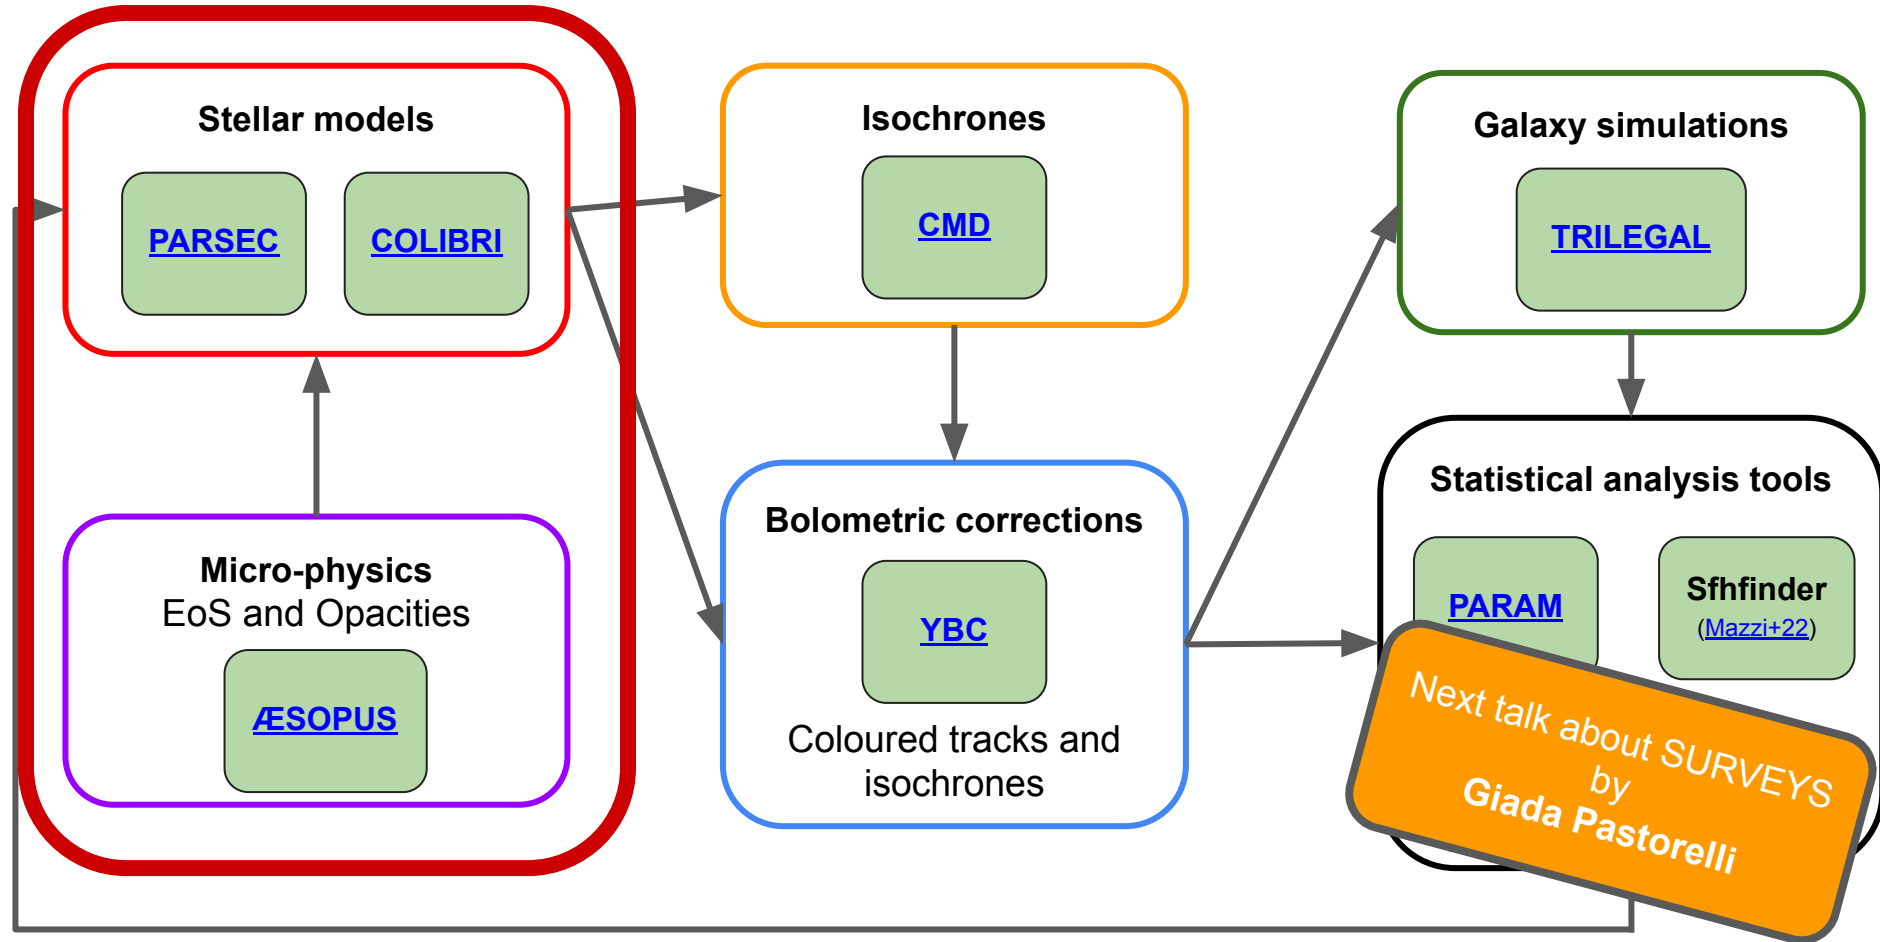 Stellar models
PARSEC
COLIBRI
Micro-physics
EoS and Opacities
ÆSOPUS
Isochrones
CMD
Bolometric corrections
YBC
Coloured tracks and
isochrones
Galaxy simulations
TRILEGAL
Statistical analysis tools
PARAM
Sfhfinder
(Mazzi+22)
Next talk about SURVEYS
by
Giada Pastorelli